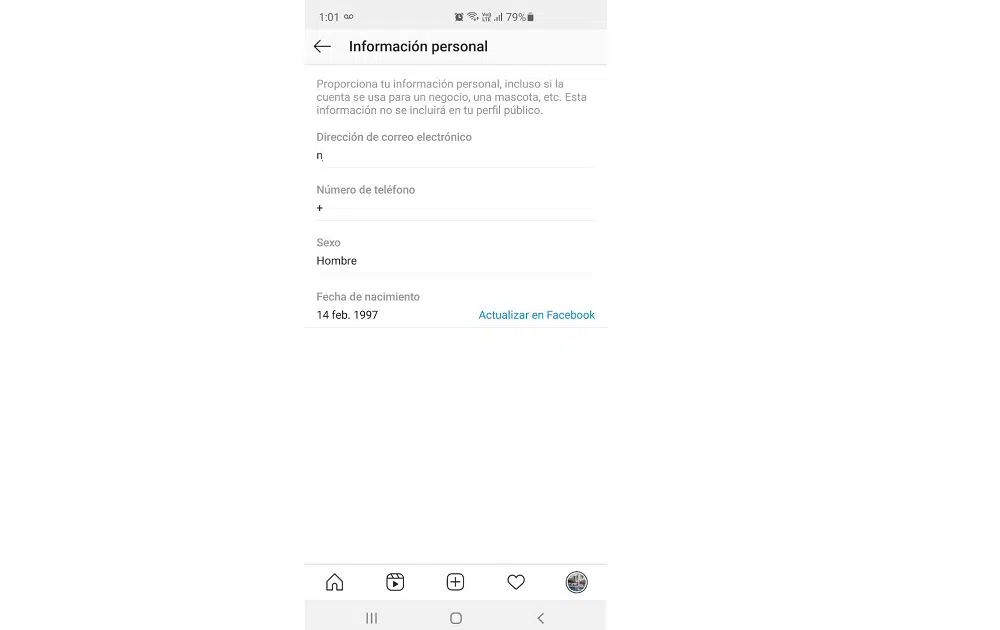 1:01
79%
Información personal
Proporciona tu información personal, incluso si la
cuenta se usa para un negocio, una mascota, etc. Esta
información no se incluirá en tu perfil público.
Dirección de correo electrónico
n
Número de teléfono
+
Sexo
Hombre
Fecha de nacimiento
14 feb. 1997 Actualizar en Facebook